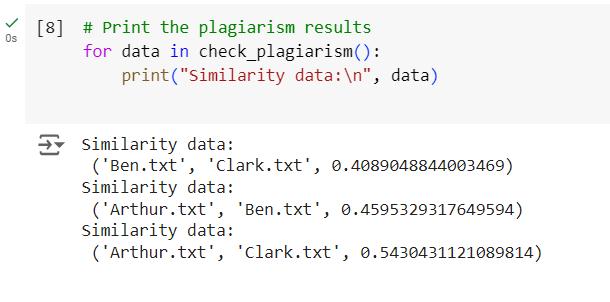 [8] # Print the plagiarism results
0s
for data in check_plagiarism():
    print("Similarity data:\n", data)
Similarity data:
 ('Ben.txt', 'Clark.txt', 0.4089048844003469)
Similarity data:
 ('Arthur.txt', 'Ben.txt', 0.4595329317649594)
Similarity data:
 ('Arthur.txt', 'Clark.txt', 0.5430431121089814)